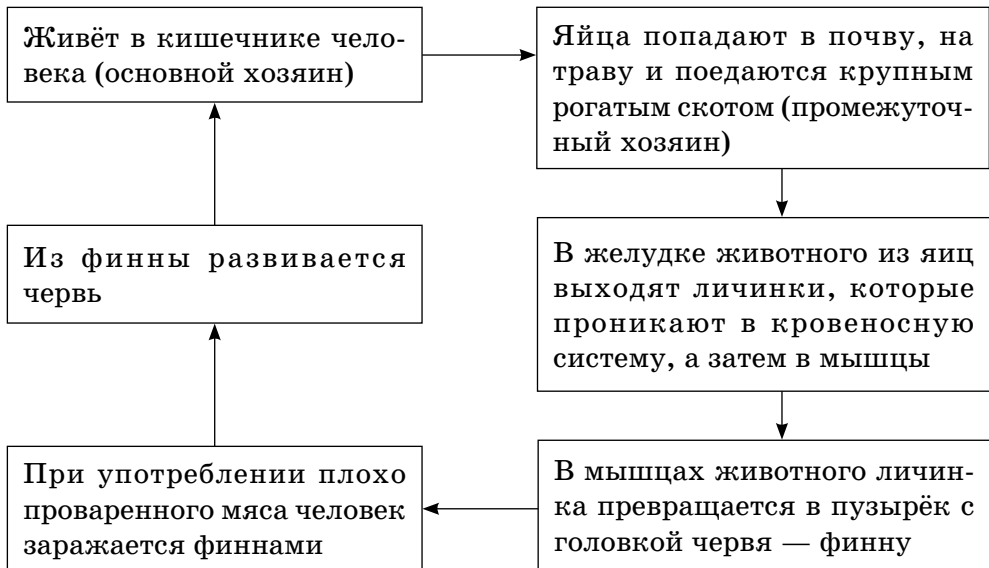 Живёт в кишечнике чело-
века (основной хозяин)
Яйца попадают в почву, на
траву и поедаются крупным
рогатым скотом (промежуточ-
ный хозяин)
В желудке животного из яиц
выходят личинки, которые
проникают в кровеносную
систему, а затем в мышцы
В мышцах животного личин-
ка превращается в пузырёк с
головкой червя — финну
При употреблении плохо
проваренного мяса человек
заражается финнами
Из финны развивается
червь